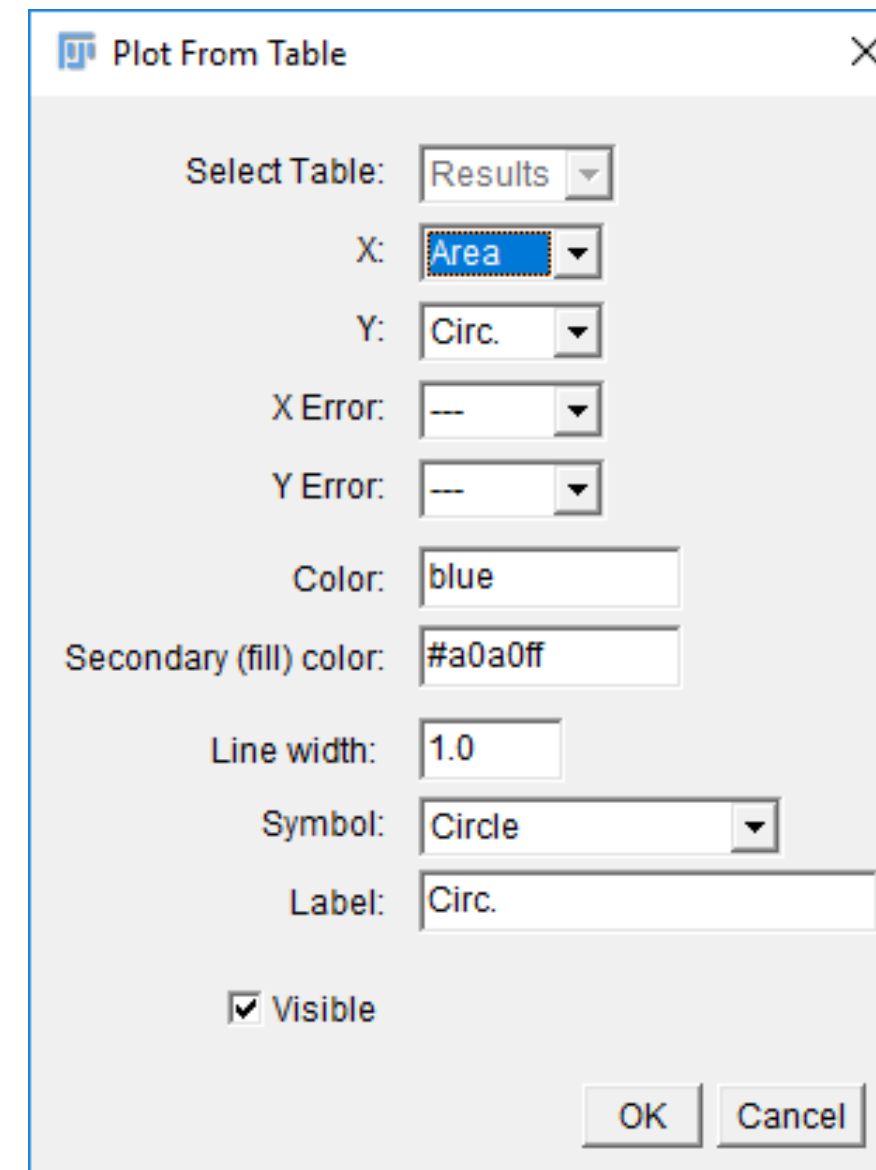 Plot From Table
Select Table: Results
X: Area
Y: Circ.
X Error: ---
Y Error: ---
Color: blue
Secondary (fill) color: #a0a0ff
Line width: 1.0
Symbol: Circle
Label: Circ.
Visible
OK Cancel